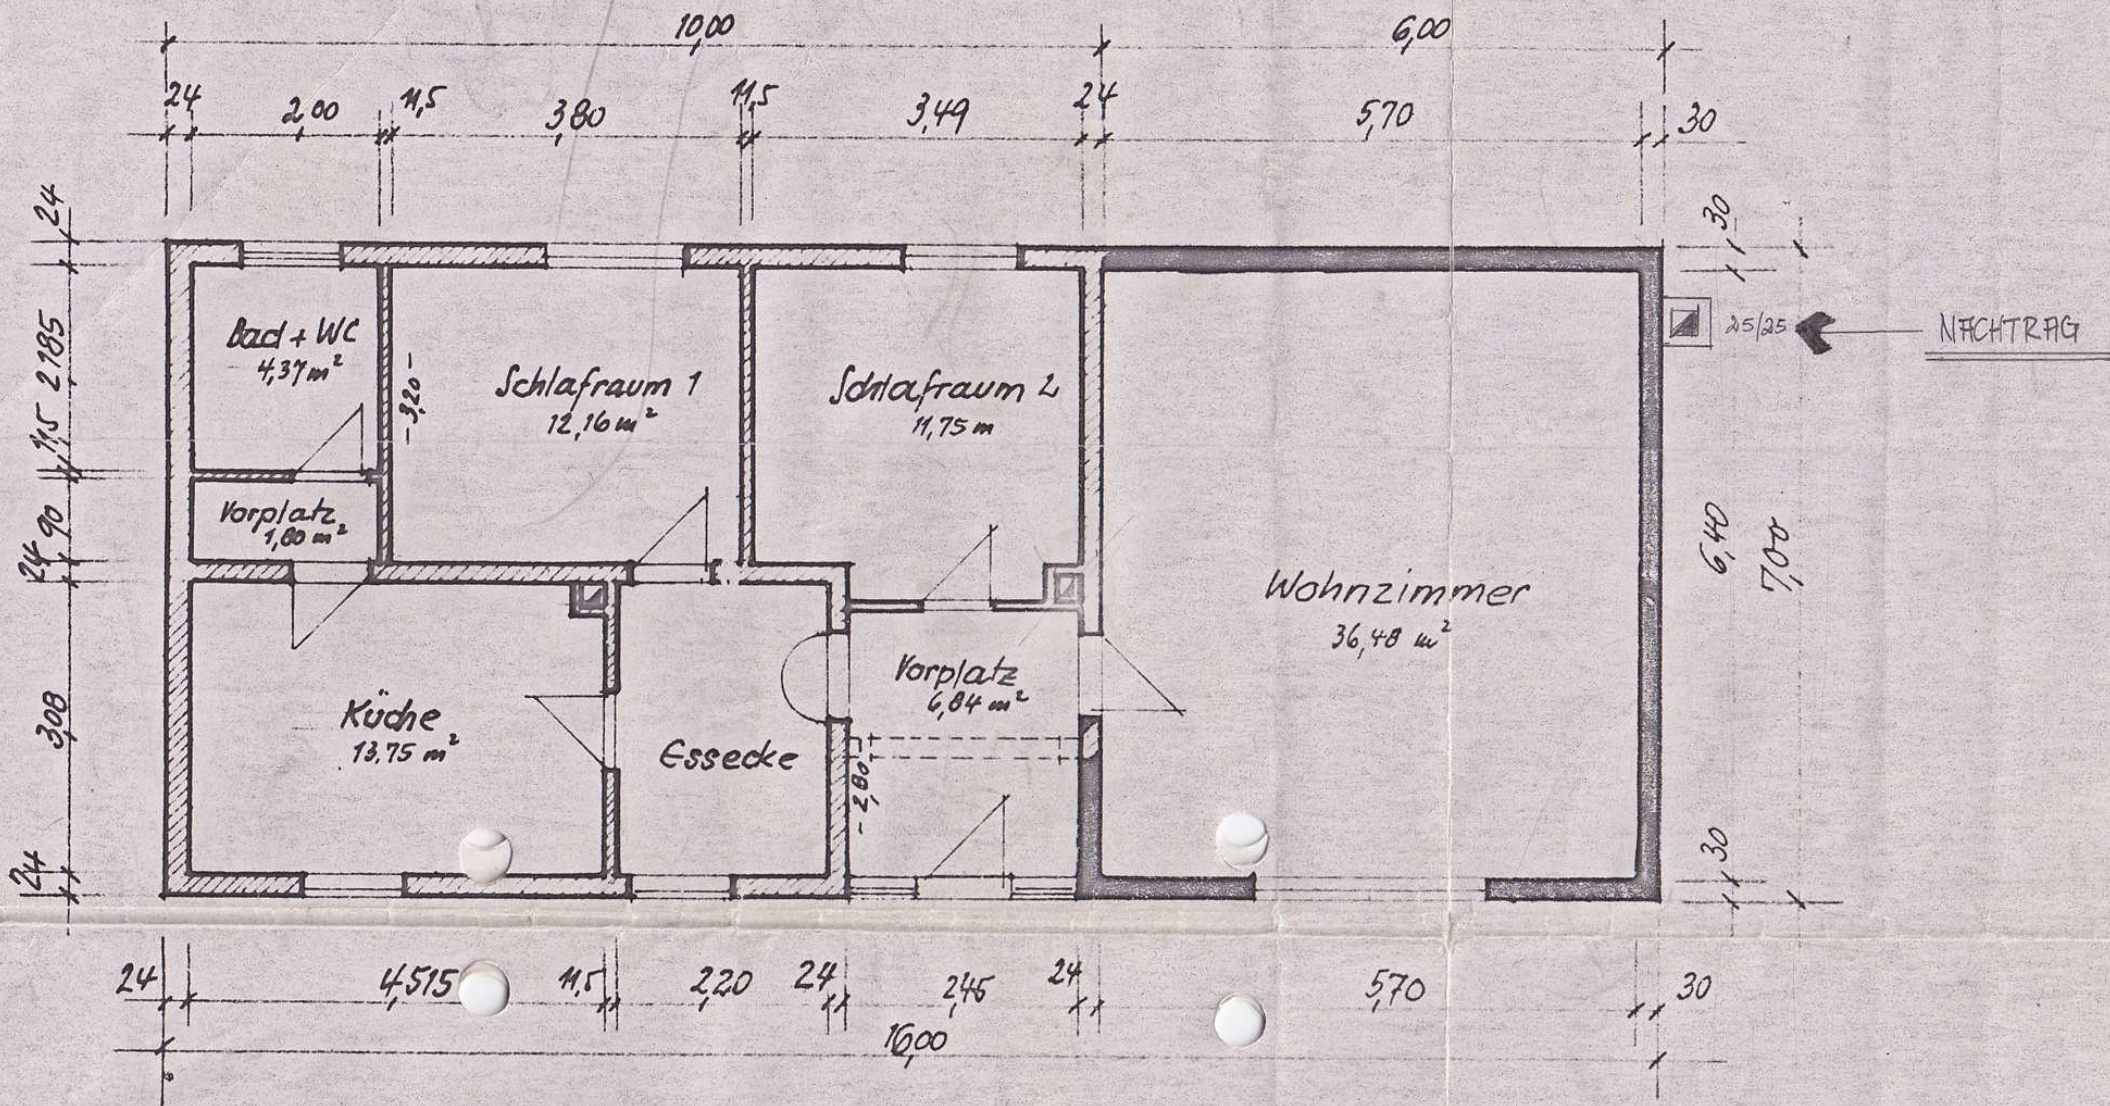 10,00
6,00
24
2,00
11,5
3,80
11,5
3,49
24
5,70
30
24
2185
11,5
90
24
3,08
24
Bad + WC
4,37 m²
-3,20-
Schlafraum 1
12,16 m²
Schlafraum 2
11,75 m
Vorplatz
1,80 m²
Küche
13,75 m²
Essecke
Vorplatz
6,84 m²
-2,80-
Wohnzimmer
36,48 m²
30
25/25
NACHTRAG
6,40
7,00
30
24
4,515
11,5
2,20
24
2,45
24
5,70
30
16,00